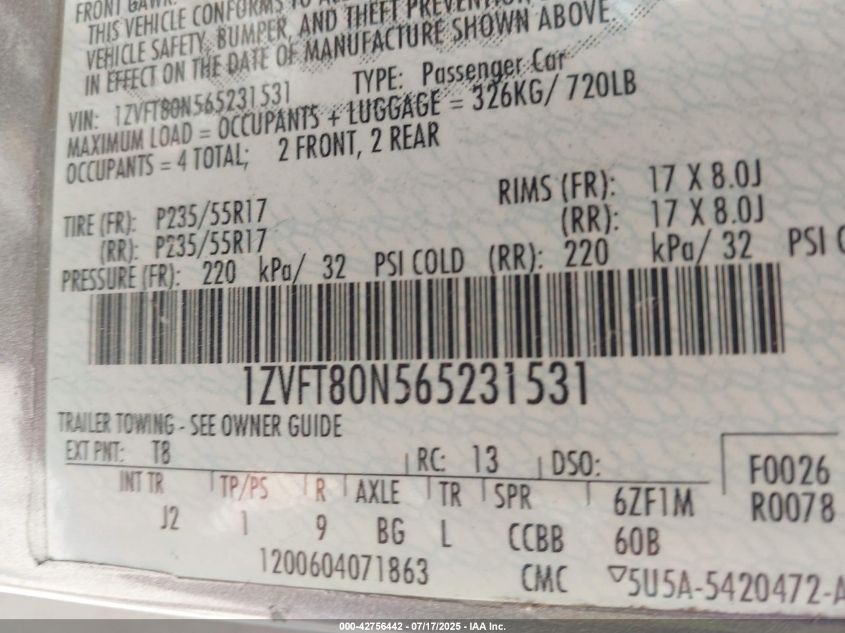 FRONT GAWR:
THIS VEHICLE CONFORMS TO
VEHICLE SAFETY, BUMPER, AND THEFT PREVENTION
IN EFFECT ON THE DATE OF MANUFACTURE SHOWN ABOVE.
VIN: 1ZVFT80N565231531 TYPE: Passenger Car
MAXIMUM LOAD = OCCUPANTS + LUGGAGE = 326KG/ 720LB
OCCUPANTS = 4 TOTAL; 2 FRONT, 2 REAR
TIRE (FR): P235/55R17 RIMS (FR): 17 X 8.0J
(RR): P235/55R17 (RR): 17 X 8.0J
PRESSURE (FR): 220 kPa/ 32 PSI COLD (RR): 220 kPa/ 32 PSI
1ZVFT80N565231531
TRAILER TOWING - SEE OWNER GUIDE
EXT PNT: T8 RC: 13 DSO: F0026
INT TR TP/PS R AXLE TR SPR 6ZF1M R0078
J2 1 9 BG L CCBB 60B
1200604071863 CMC ▽5U5A-5420472-A
000-42756442 - 07/17/2025 - IAA Inc.